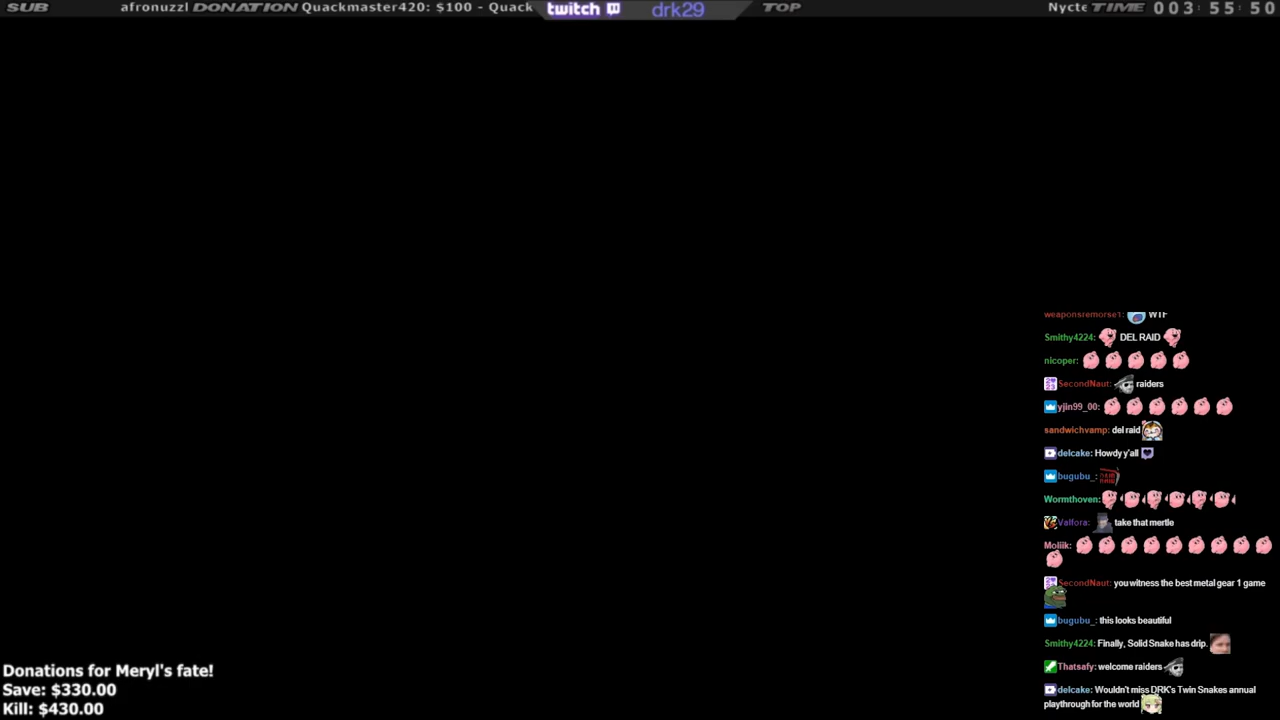 SUB afronuzzl DONATION Quackmaster420: $100 - Quack twitch drk29 TOP Nycte TIME 003:55:50
weaponsremorse1: WTF
Smithy4224: DEL RAID
nicoper:
SecondNaut: raiders
yjin99_00:
sandwichvamp: del raid
delcake: Howdy y'all
bugubu_:
Wormthoven:
Valfora: take that mertle
Moliik:
SecondNaut: you witness the best metal gear 1 game
bugubu_: this looks beautiful
Smithy4224: Finally, Solid Snake has drip.
Thatsafy: welcome raiders
delcake: Wouldn't miss DRK's Twin Snakes annual
playthrough for the world
Donations for Meryl's fate!
Save: $330.00
Kill: $430.00